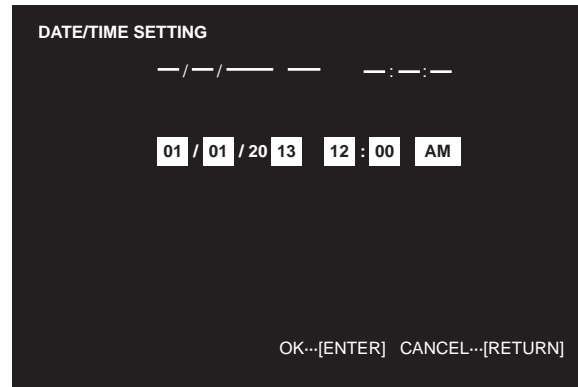 DATE/TIME SETTING
—/—/—— —  —:—:—
01 / 01 / 20 13 12 : 00 AM
OK···[ENTER] CANCEL···[RETURN]